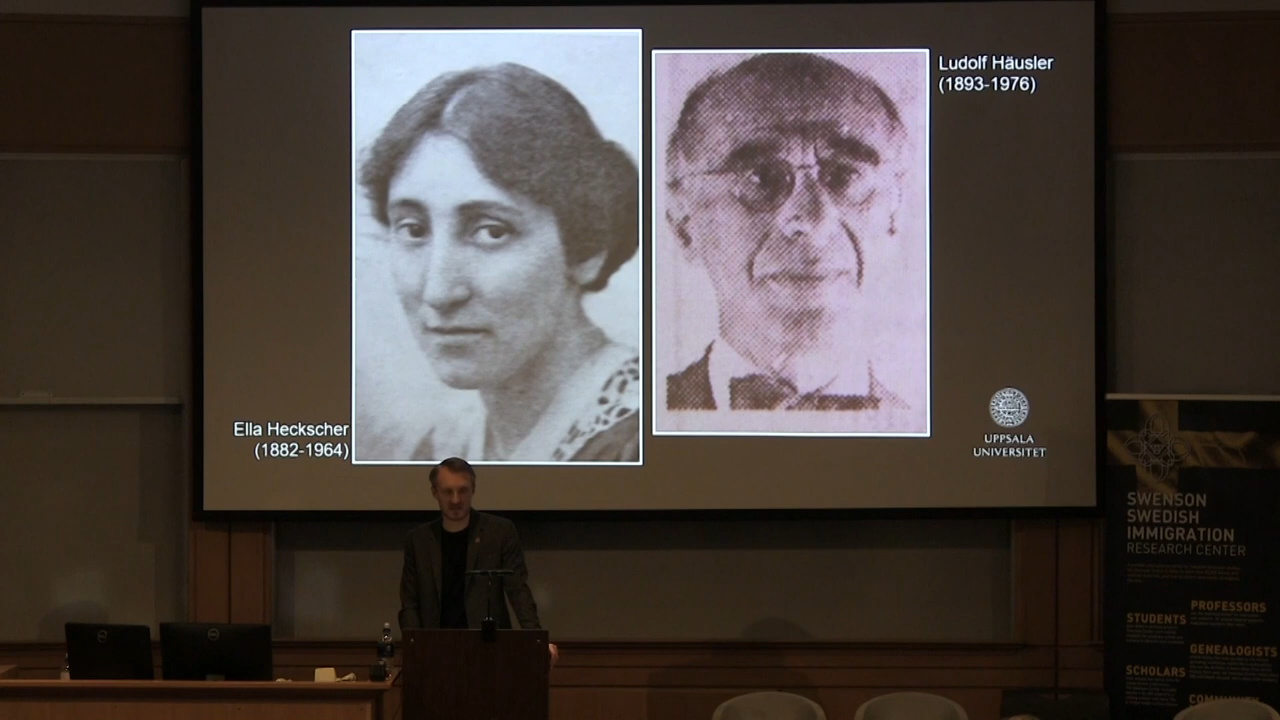 Ludolf Häusler
(1893-1976)
Ella Heckscher
(1882-1964)
UPPSALA
UNIVERSITET
SWENSON
SWEDISH
IMMIGRATION
RESEARCH CENTER
PROFESSORS
STUDENTS
GENEALOGISTS
SCHOLARS